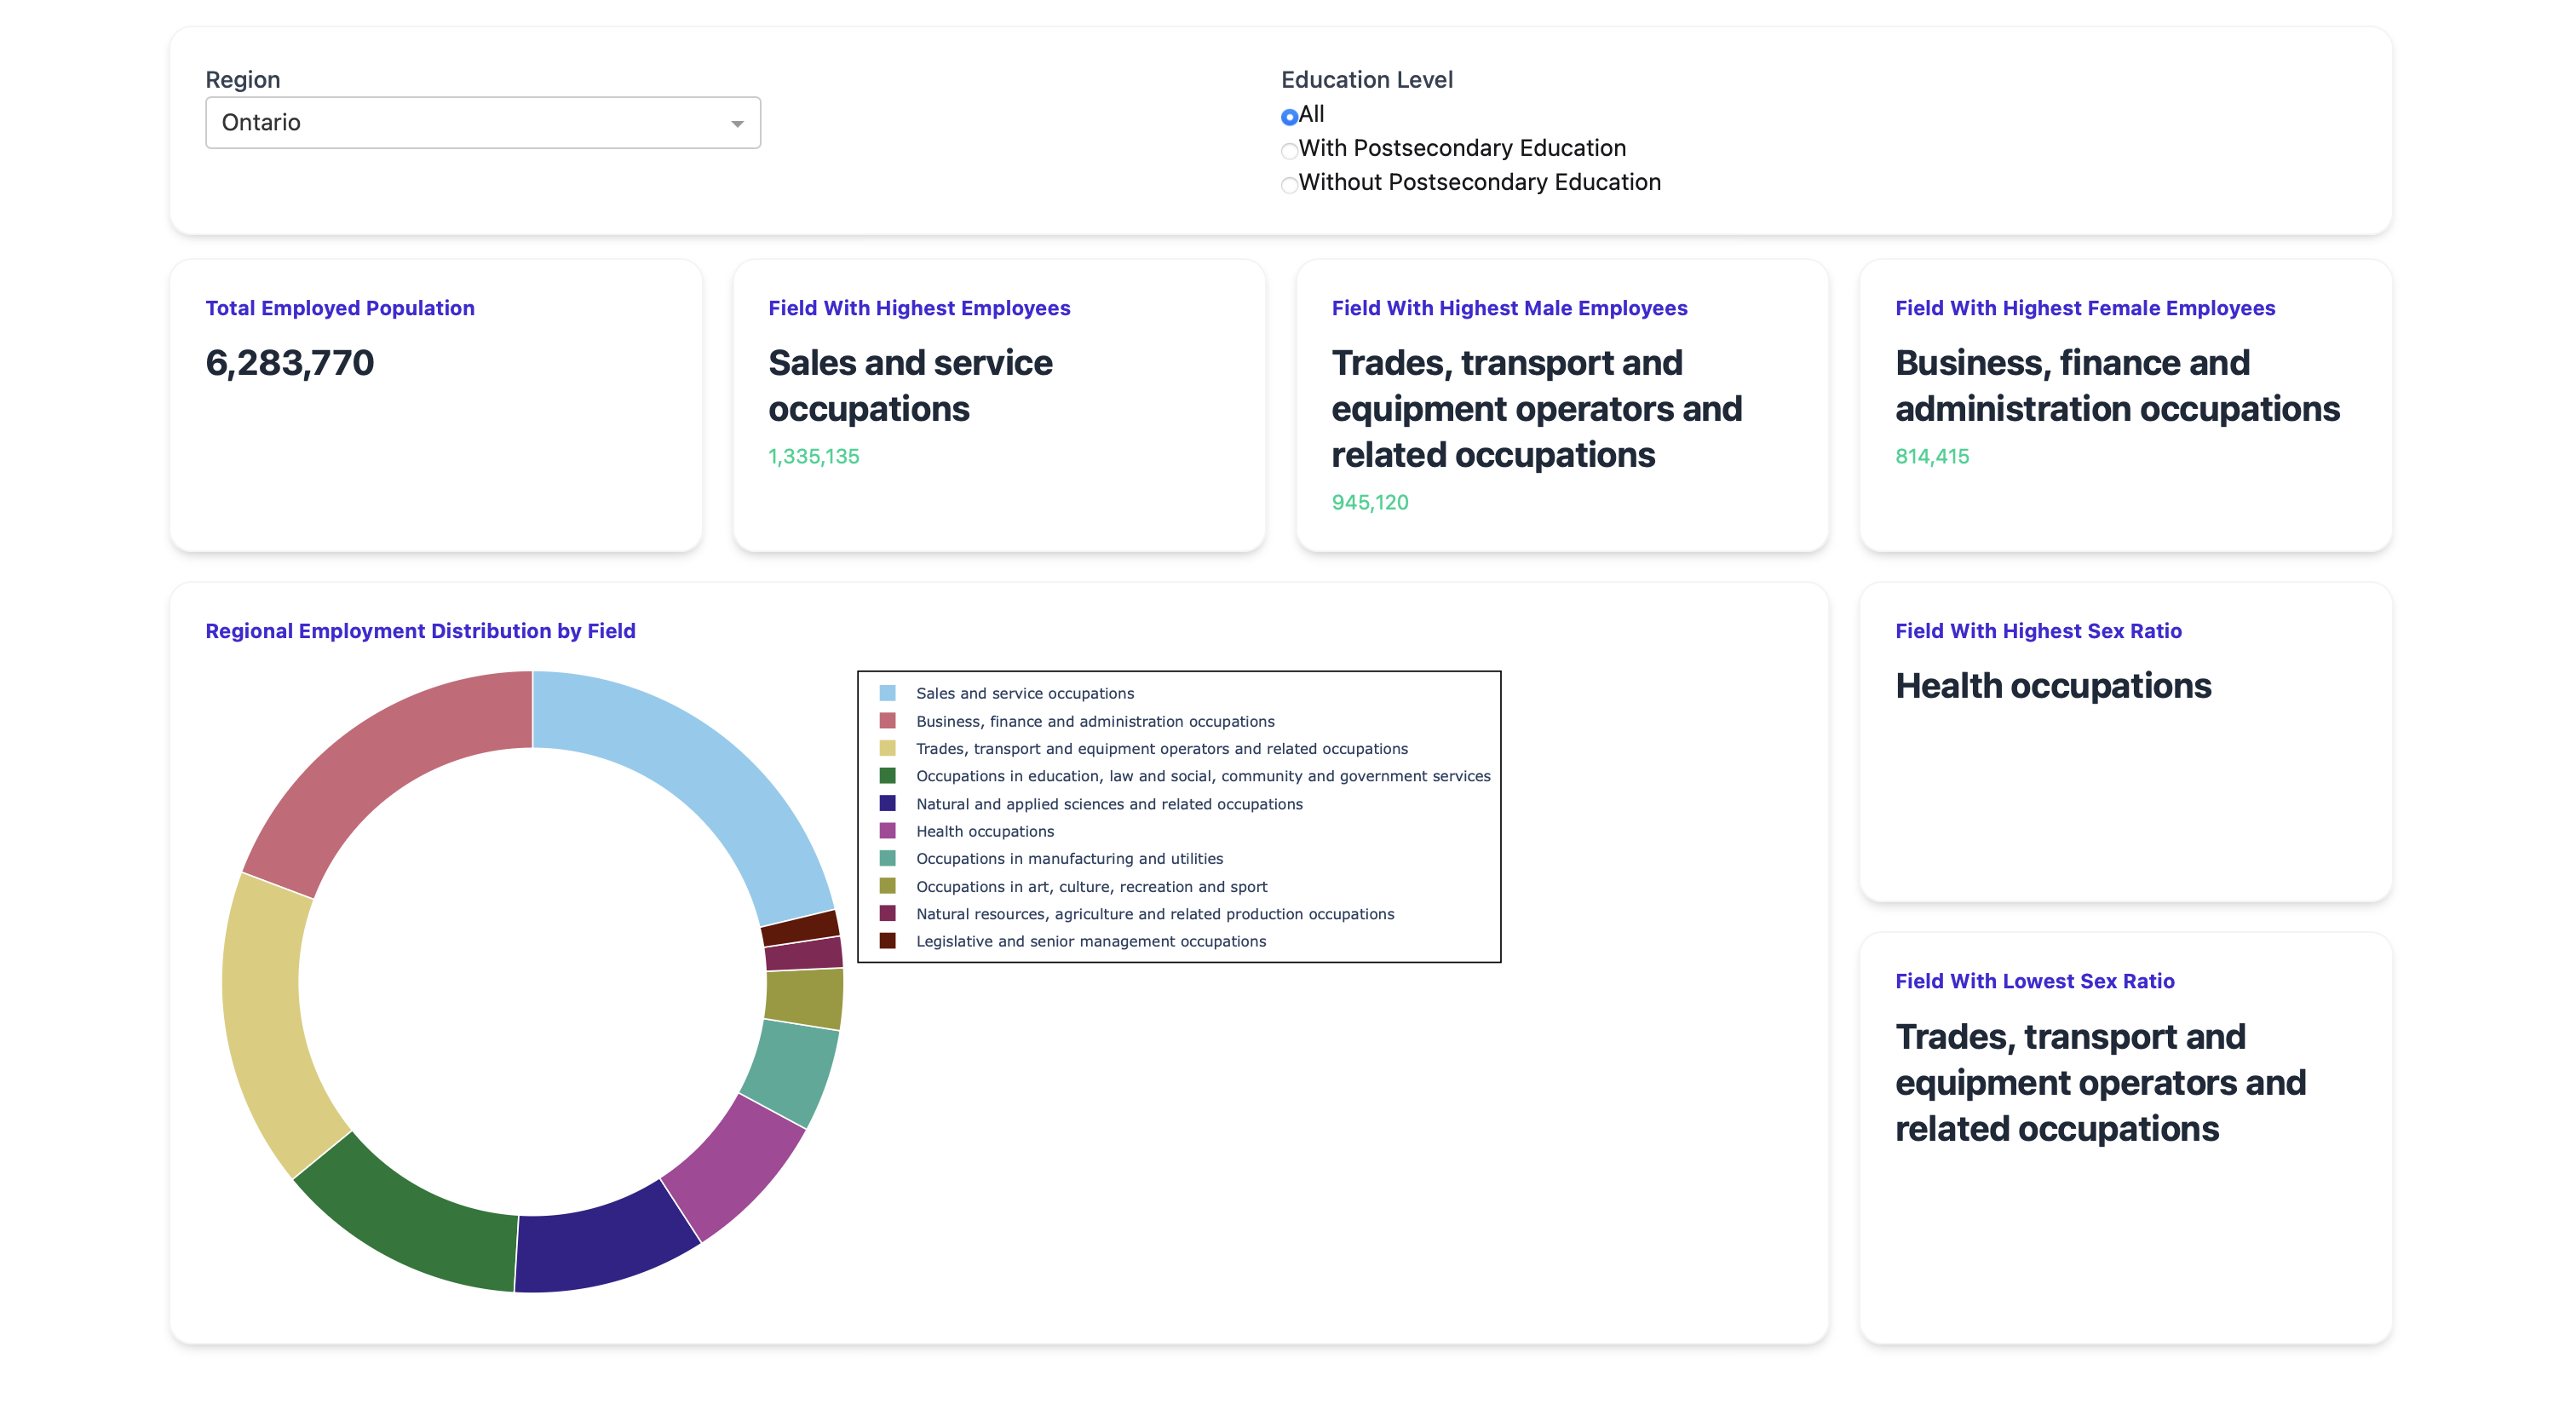 Region
Ontario
Education Level
All
With Postsecondary Education
Without Postsecondary Education
Total Employed Population
6,283,770
Field With Highest Employees
Sales and service
occupations
1,335,135
Field With Highest Male Employees
Trades, transport and
equipment operators and
related occupations
945,120
Field With Highest Female Employees
Business, finance and
administration occupations
814,415
Regional Employment Distribution by Field
Sales and service occupations
Business, finance and administration occupations
Trades, transport and equipment operators and related occupations
Occupations in education, law and social, community and government services
Natural and applied sciences and related occupations
Health occupations
Occupations in manufacturing and utilities
Occupations in art, culture, recreation and sport
Natural resources, agriculture and related production occupations
Legislative and senior management occupations
Field With Highest Sex Ratio
Health occupations
Field With Lowest Sex Ratio
Trades, transport and
equipment operators and
related occupations